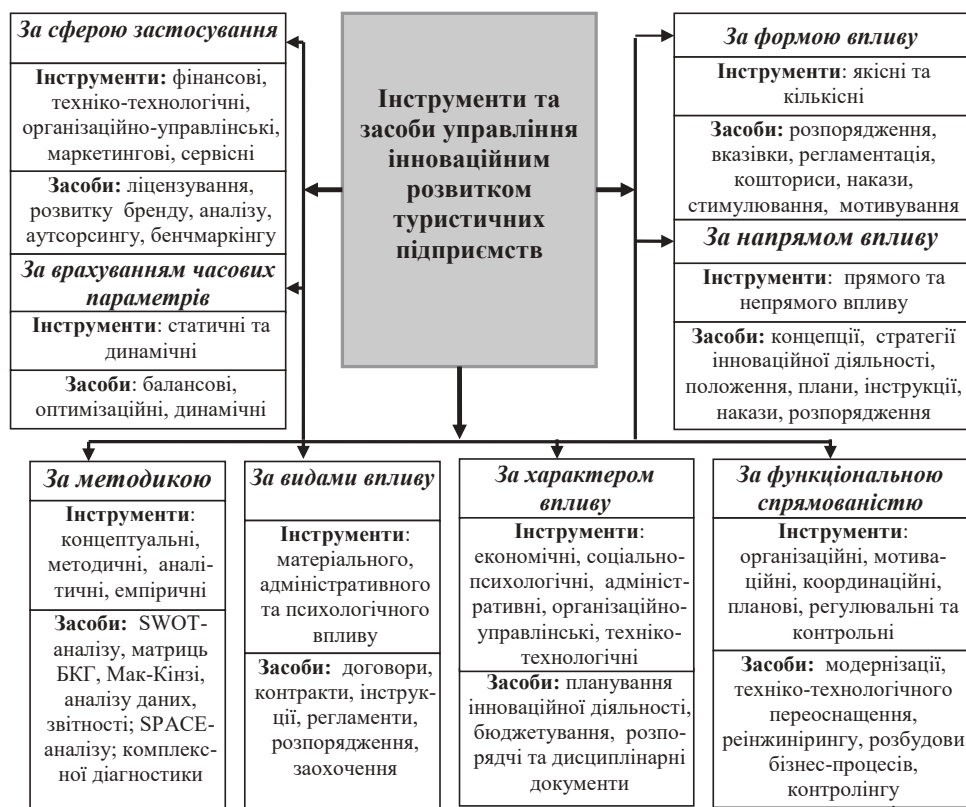 За сферою застосування
Інструменти: фінансові,
техніко-технологічні,
організаційно-управлінські,
маркетингові, сервісні
Засоби: ліцензування,
розвитку бренду, аналізу,
аутсорсингу, бенчмаркінгу
За врахуванням часових
параметрів
Інструменти: статичні та
динамічні
Засоби: балансові,
оптимізаційні, динамічні
Інструменти та
засоби управління
інноваційним
розвитком
туристичних
підприємств
За формою впливу
Інструменти: якісні та
кількісні
Засоби: розпорядження,
вказівки, регламентація,
кошториси, накази,
стимулювання, мотивування
За напрямом впливу
Інструменти: прямого та
непрямого впливу
Засоби: концепції, стратегії
інноваційної діяльності,
положення, плани, інструкції,
накази, розпорядження
За методикою
Інструменти:
концептуальні,
методичні, аналі-
тичні, емпіричні
Засоби: SWOT-
аналізу, матриць
БКГ, Мак-Кінзі,
аналізу даних,
звітності; SPACE-
аналізу; комплекс-
ної діагностики
За видами впливу
Інструменти:
матеріального,
адміністративного
та психологічного
впливу
Засоби: договори,
контракти, інструк-
ції, регламенти,
розпорядження,
заохочення
За характером
впливу
Інструменти:
економічні, соціально-
психологічні, адмініст-
ративні, організаційно-
управлінські, техніко-
технологічні
Засоби: планування
інноваційної діяльності,
бюджетування, розпо-
рядчі та дисциплінарні
документи
За функціональною
спрямованістю
Інструменти:
організаційні, мотива-
ційні, координаційні,
планові, регулювальні та
контрольні
Засоби: модернізації,
техніко-технологічного
переоснащення,
реінжинірингу, розбудови
бізнес-процесів,
контролінгу